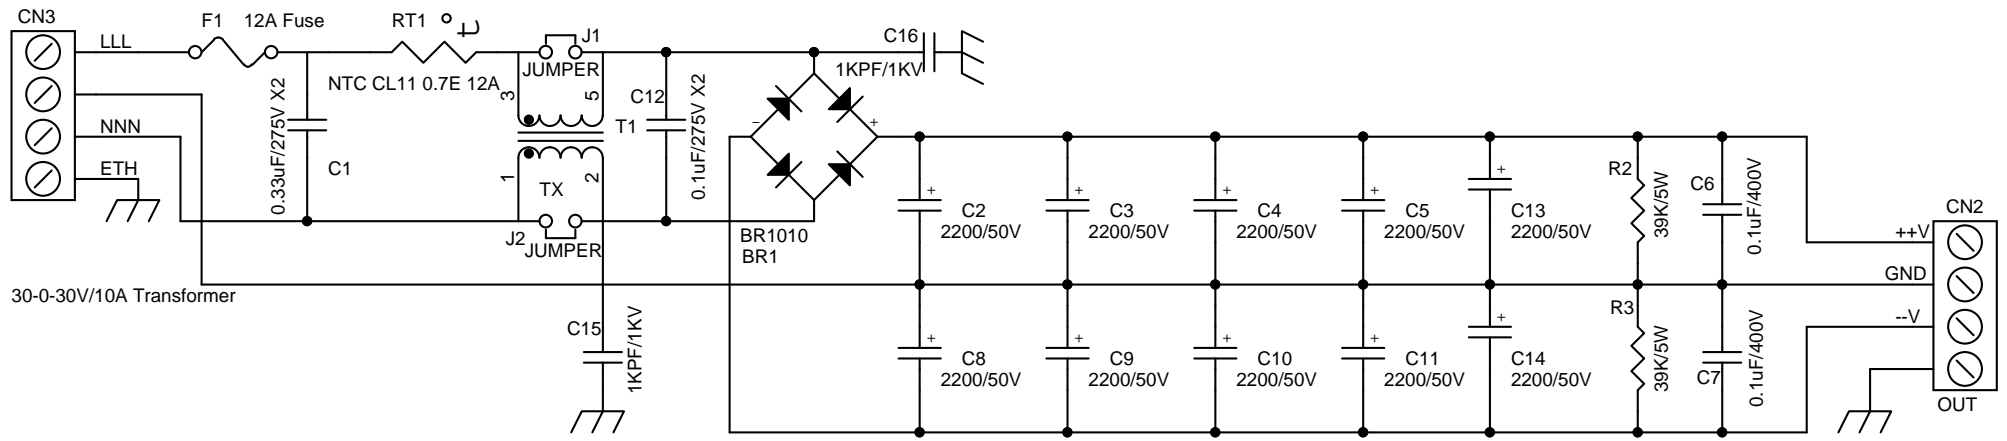 CN3
LLL
NNN
ETH
F1 12A Fuse
0.33uF/275V X2
C1
RT1
t°
NTC CL11 0.7E 12A
J1
JUMPER
3
5
T1
1
2
TX
J2
JUMPER
C12
0.1uF/275V X2
C16
1KPF/1KV
-
+
BR1010
BR1
C15
1KPF/1KV
30-0-30V/10A Transformer
+
C2
2200/50V
+
C3
2200/50V
+
C4
2200/50V
+
C5
2200/50V
+
C13
2200/50V
R2
39K/5W
C6
0.1uF/400V
+
C8
2200/50V
+
C9
2200/50V
+
C10
2200/50V
+
C11
2200/50V
+
C14
2200/50V
R3
39K/5W
C7
0.1uF/400V
CN2
++V
GND
--V
OUT